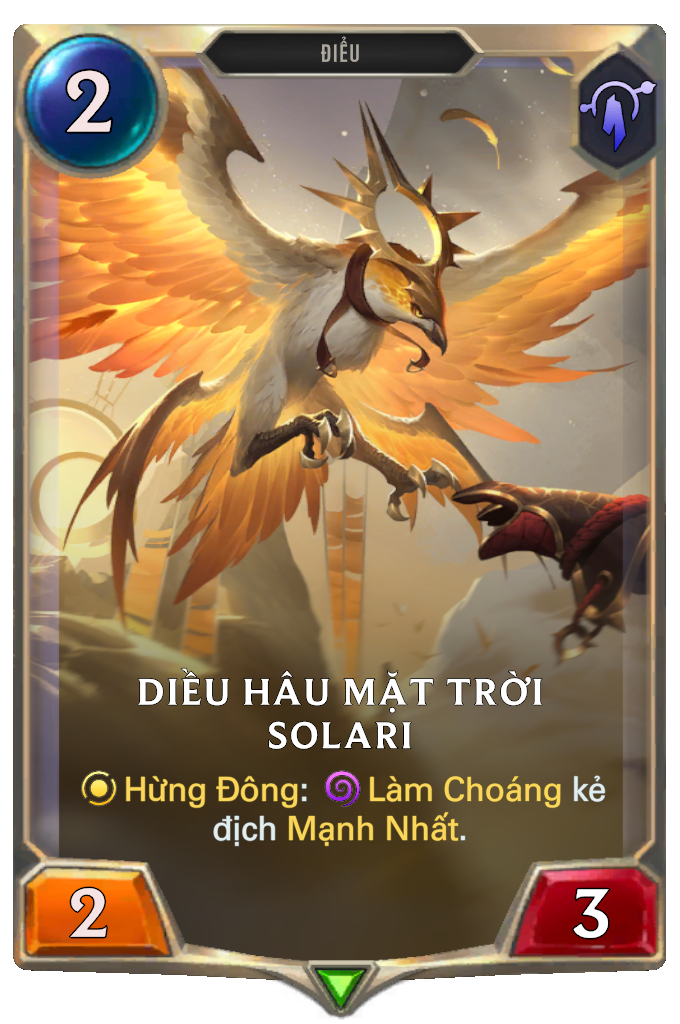 2
ĐIỂU
DIỀU HÂU MẶT TRỜI
SOLARI
Hừng Đông: Làm Choáng kẻ
địch Mạnh Nhất.
2
3